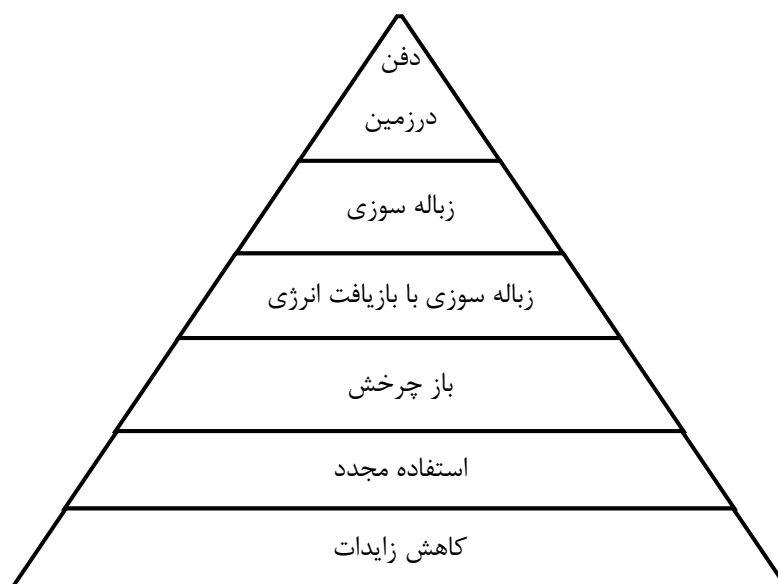 دفن
درزمین
زباله سوزی
زباله سوزی با بازیافت انرژی
باز چرخش
استفاده مجدد
کاهش زایدات